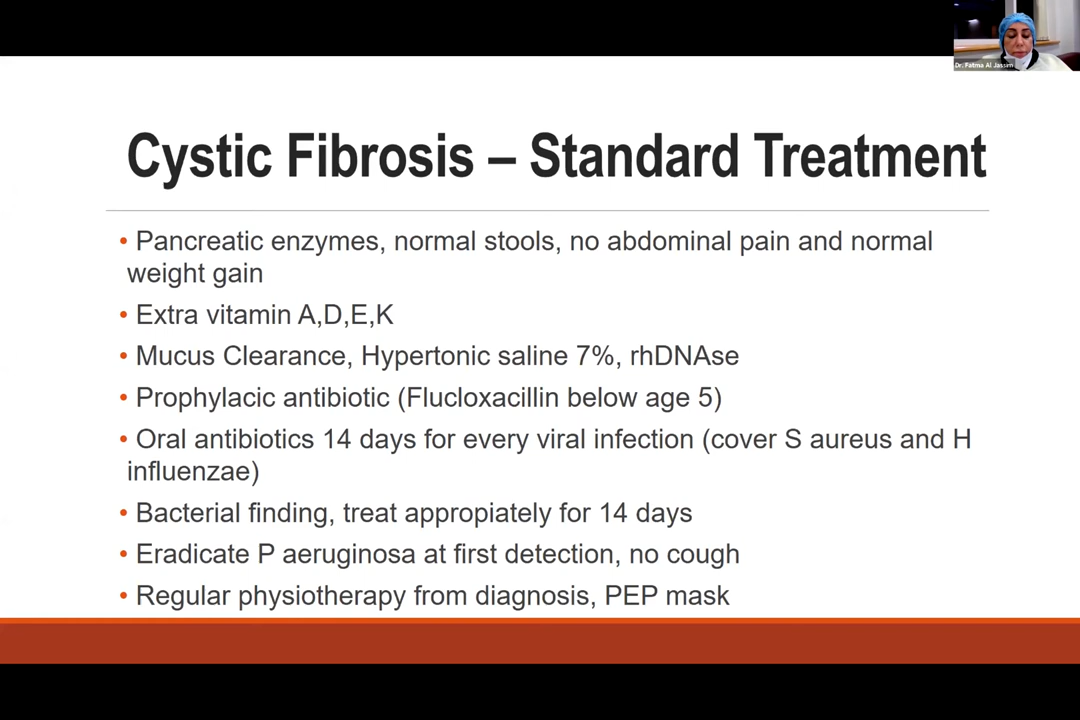 Dr. Fatma Al Jassim
Cystic Fibrosis – Standard Treatment
• Pancreatic enzymes, normal stools, no abdominal pain and normal
weight gain
• Extra vitamin A,D,E,K
• Mucus Clearance, Hypertonic saline 7%, rhDNAse
• Prophylacic antibiotic (Flucloxacillin below age 5)
• Oral antibiotics 14 days for every viral infection (cover S aureus and H
influenzae)
• Bacterial finding, treat appropiately for 14 days
• Eradicate P aeruginosa at first detection, no cough
• Regular physiotherapy from diagnosis, PEP mask